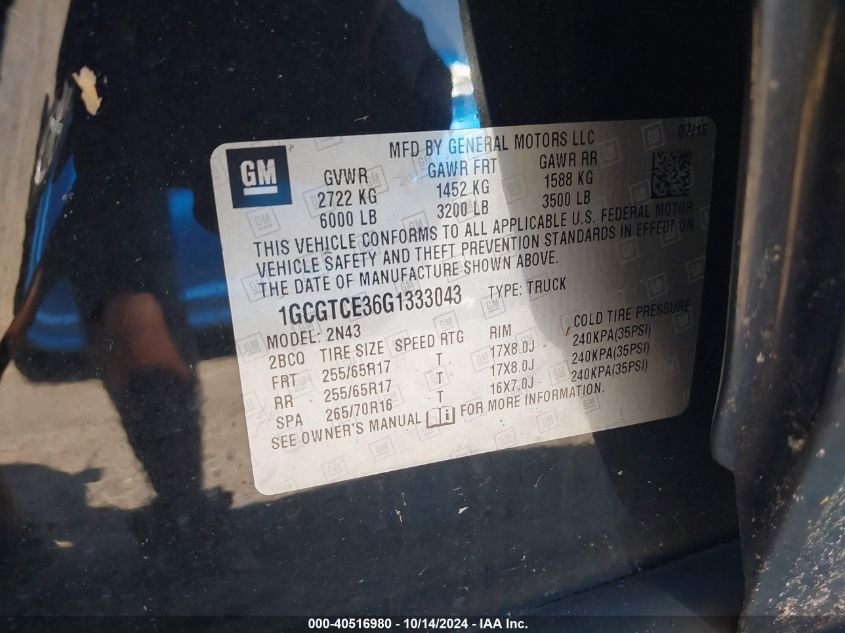 07/16
MFD BY GENERAL MOTORS LLC
GM
GVWR GAWR FRT GAWR RR
2722 KG 1452 KG 1588 KG
6000 LB 3200 LB 3500 LB
THIS VEHICLE CONFORMS TO ALL APPLICABLE U.S. FEDERAL MOTOR
VEHICLE SAFETY AND THEFT PREVENTION STANDARDS IN EFFECT ON
THE DATE OF MANUFACTURE SHOWN ABOVE.
1GCGTCE36G1333043 TYPE: TRUCK
MODEL: 2N43
2BCQ TIRE SIZE SPEED RTG RIM COLD TIRE PRESSURE
FRT 255/65R17 T 17X8.0J 240KPA(35PSI)
RR 255/65R17 T 17X8.0J 240KPA(35PSI)
SPA 265/70R16 T 16X7.0J 240KPA(35PSI)
SEE OWNER'S MANUAL FOR MORE INFORMATION.
000-40516980 - 10/14/2024 - IAA Inc.